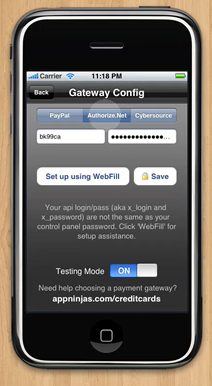 Carrier 11:18 PM
Back Gateway Config
PayPal Authorize.Net Cybersource
bk99ca ●●●●●●●●●●●●●...
Set up using WebFill Save
Your api login/pass (aka x_login and
x_password) are not the same as your
control panel password. Click 'WebFill' for
setup assistance.
Testing Mode ON
Need help choosing a payment gateway?
appninjas.com/creditcards